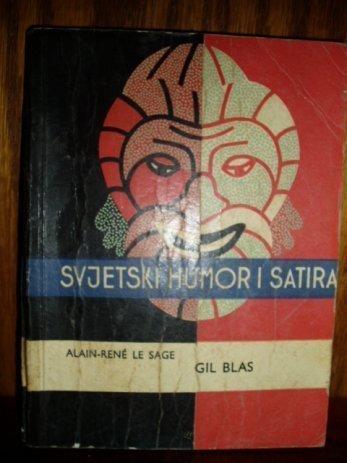 SVJETSKI HUMOR I SATIRA
ALAIN-RENÉ LE SAGE
GIL BLAS